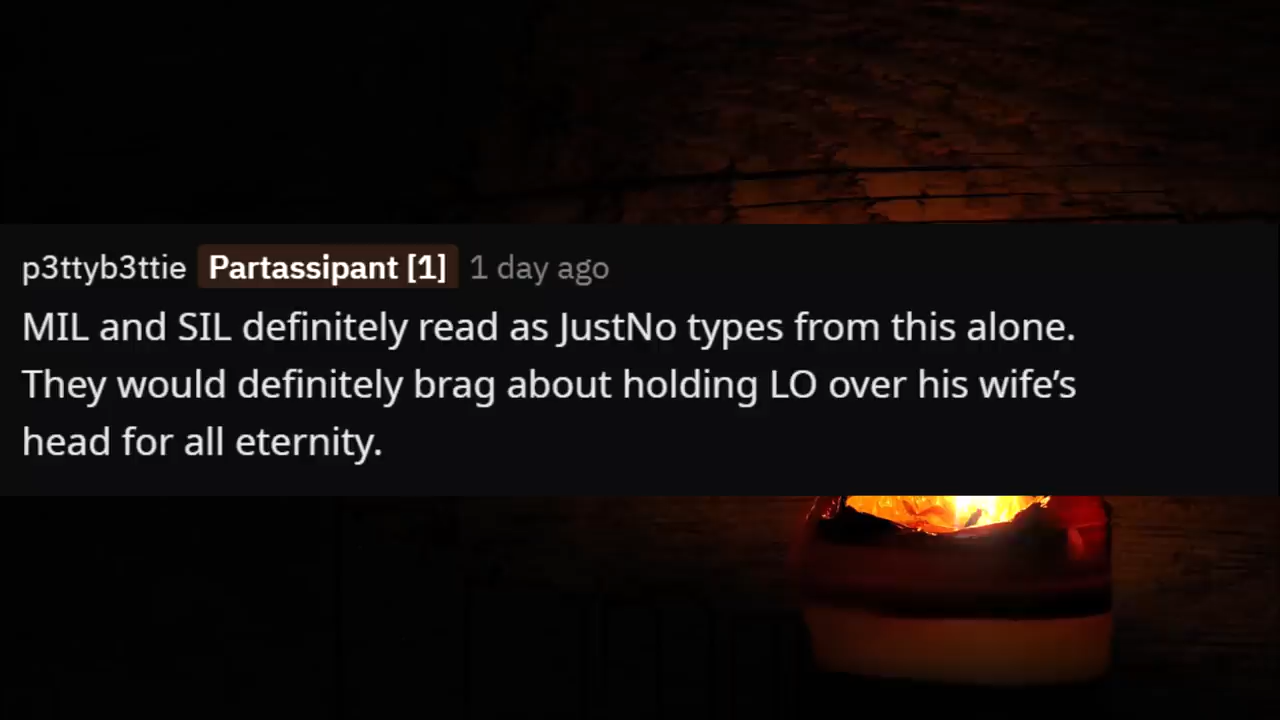 p3ttyb3ttie Partassipant [1] 1 day ago
MIL and SIL definitely read as JustNo types from this alone.
They would definitely brag about holding LO over his wife’s
head for all eternity.